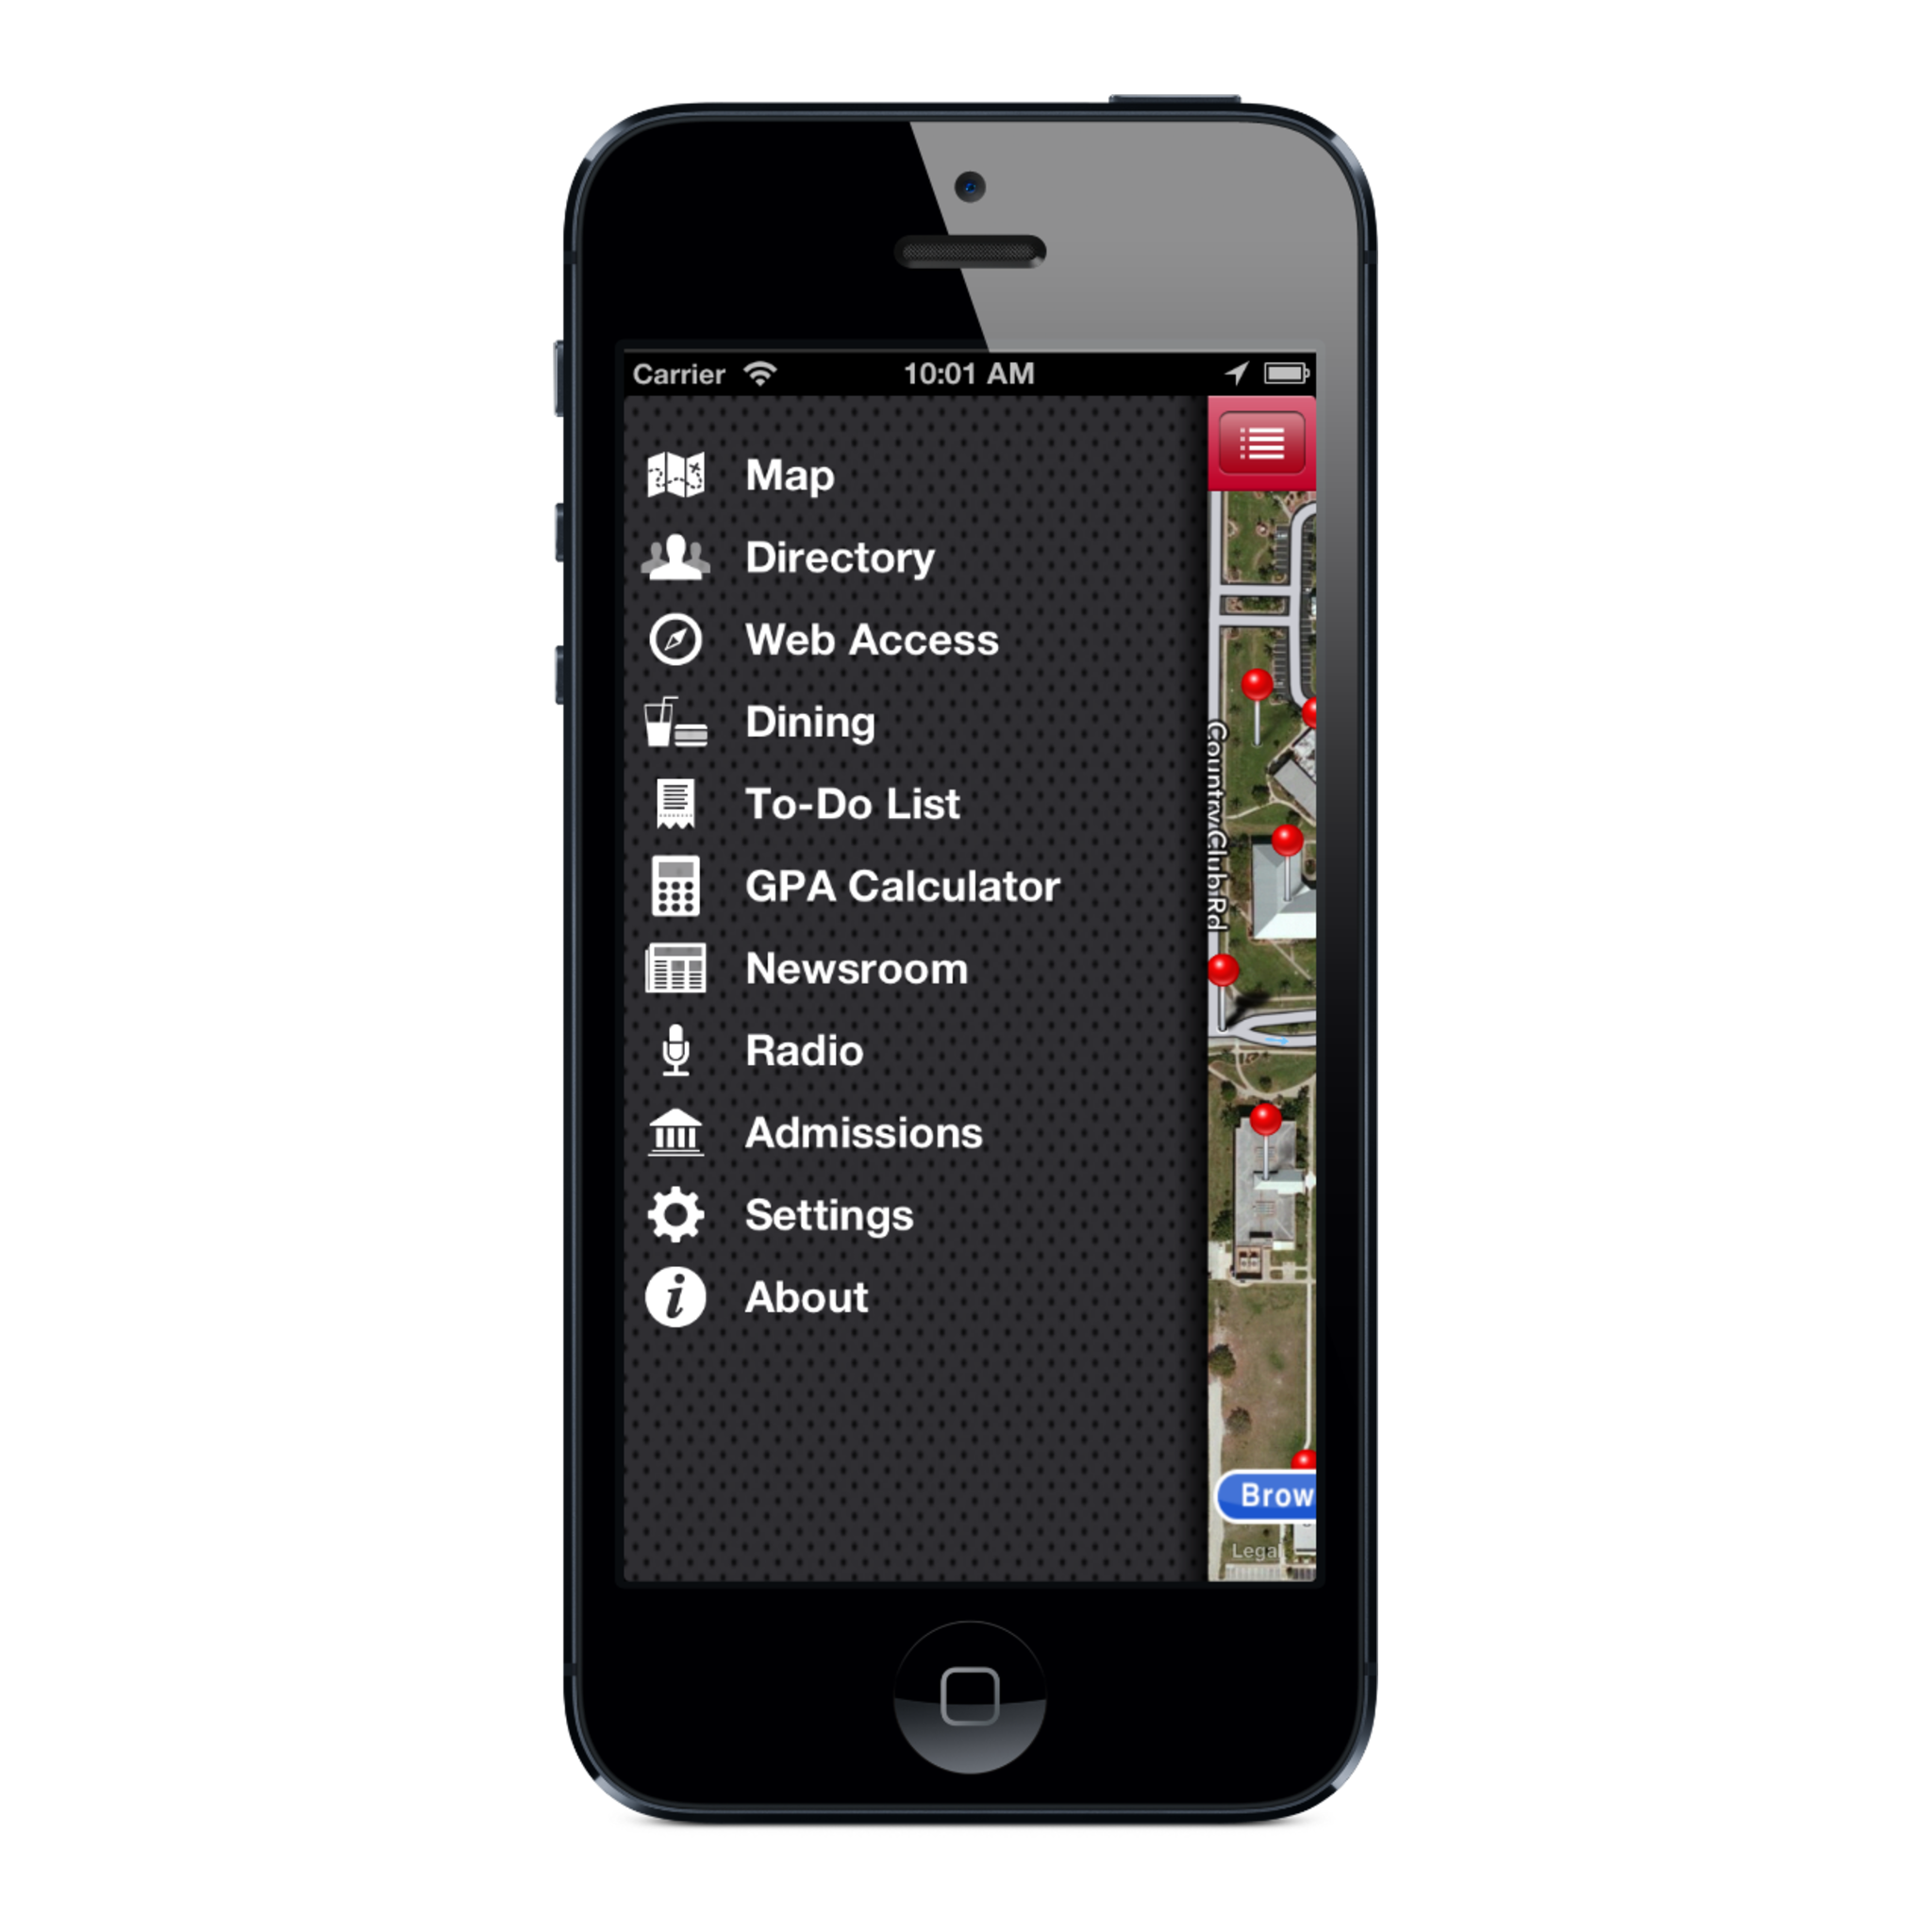 Carrier 10:01 AM
Map
Directory
Web Access
Dining
To-Do List
GPA Calculator
Newsroom
Radio
Admissions
Settings
About
Country Club Rd
Brow
Legal